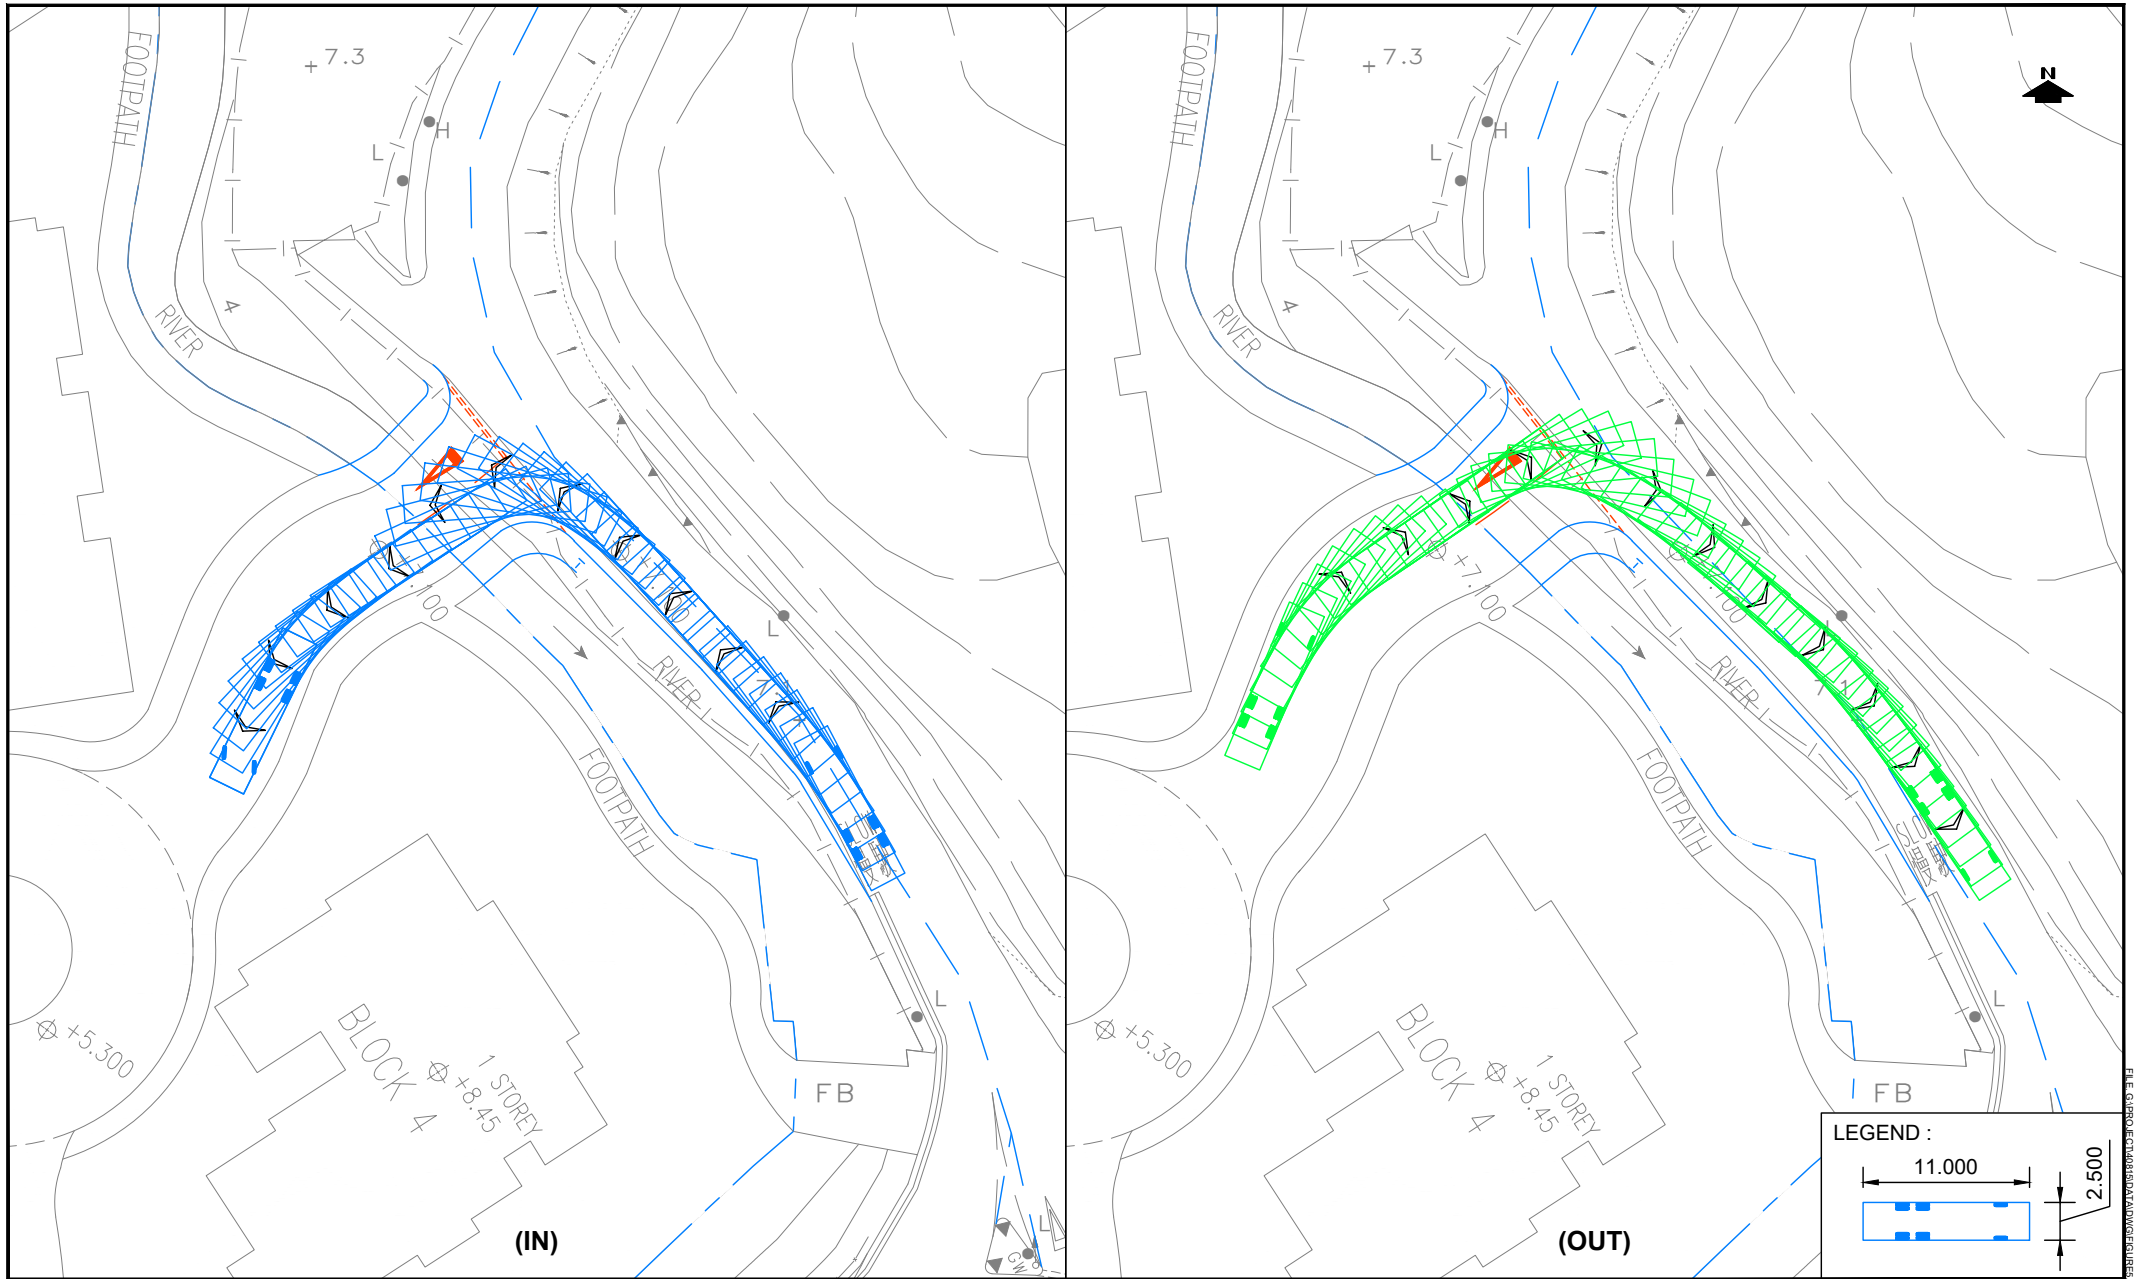 FOOTPATH
+ 7.3
H
L
4
RIVER
+7.100
L
RIVER
FOOTPATH
L
+5.300
BLOCK 4
1 STOREY
+8.45
FB
L
GW
(IN)
N
FOOTPATH
+ 7.3
H
L
4
RIVER
+7.100
RIVER
FOOTPATH
L
+5.300
BLOCK 4
1 STOREY
+8.45
FB
(OUT)
LEGEND :
11.000
2.500